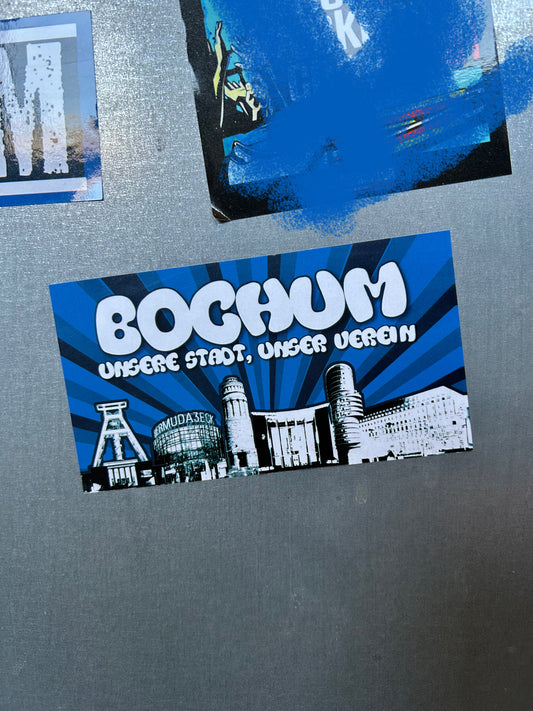 M
K
BOCHUM
UNSERE STADT, UNSER VEREIN
BERMUDA3ECK